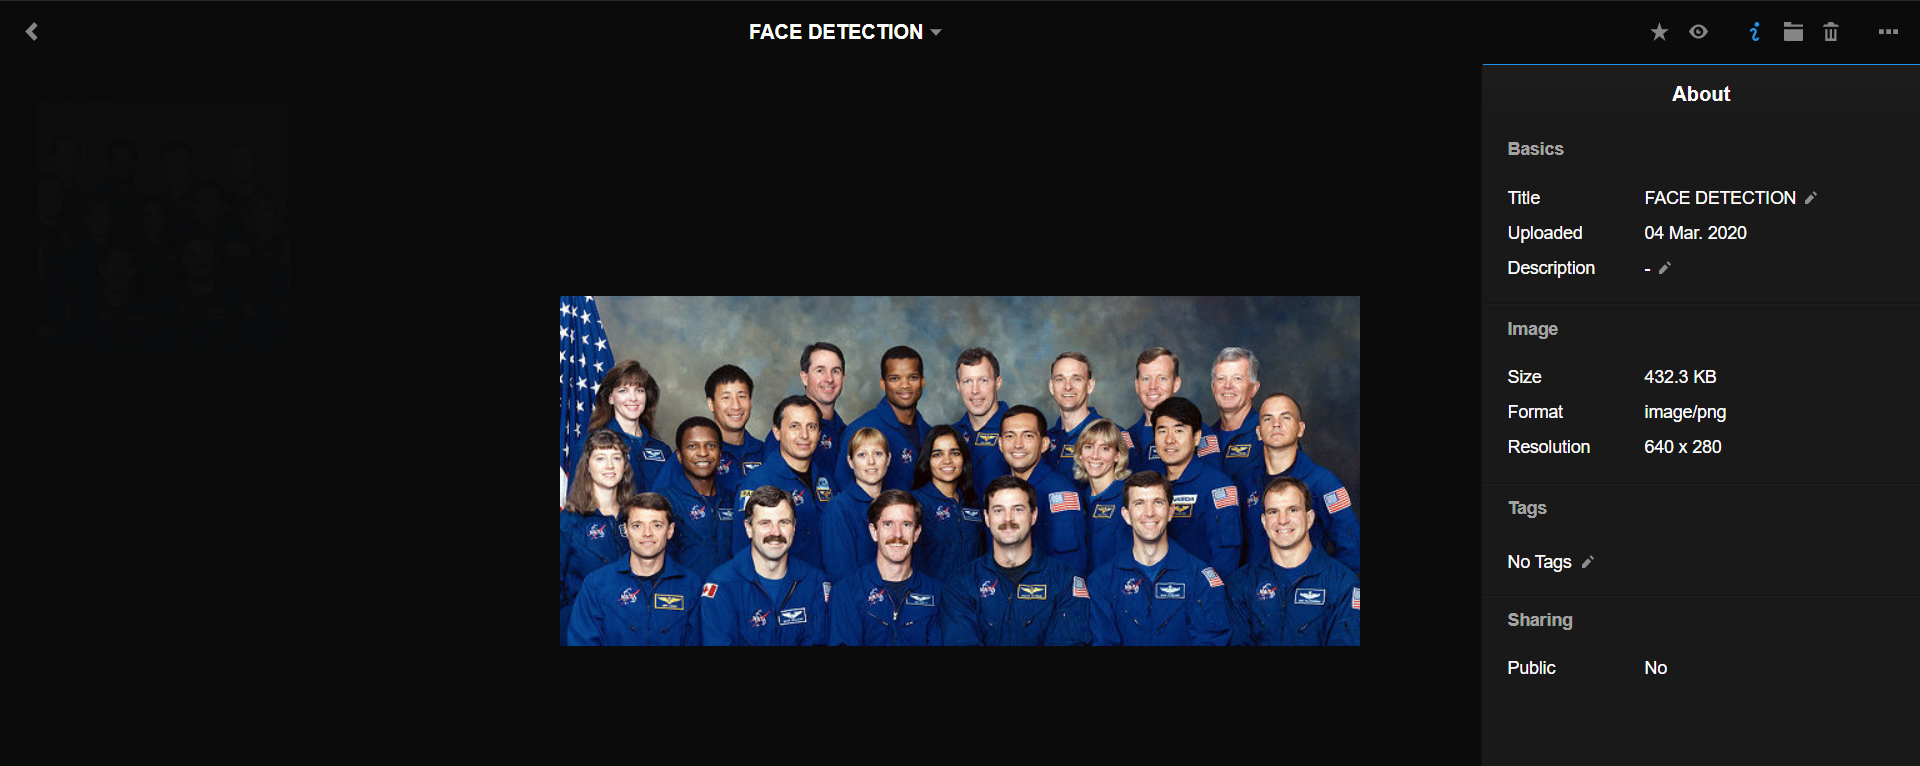 FACE DETECTION
About
Basics
Title FACE DETECTION
Uploaded 04 Mar. 2020
Description -
Image
Size 432.3 KB
Format image/png
Resolution 640 x 280
Tags
No Tags
Sharing
Public No
NASA